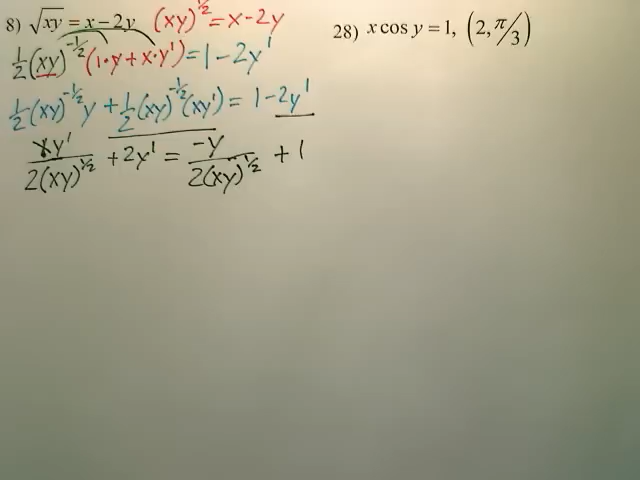 8) √xy = x − 2y (xy)^½ = x - 2y
½(xy)^-½ (1·y + x·y') = 1 - 2y'
½(xy)^-½ y + ½(xy)^-½ (xy') = 1 - 2y'
xy' / 2(xy)^½ + 2y' = -y / 2(xy)^½ + 1
28) x cos y = 1, (2, π/3)